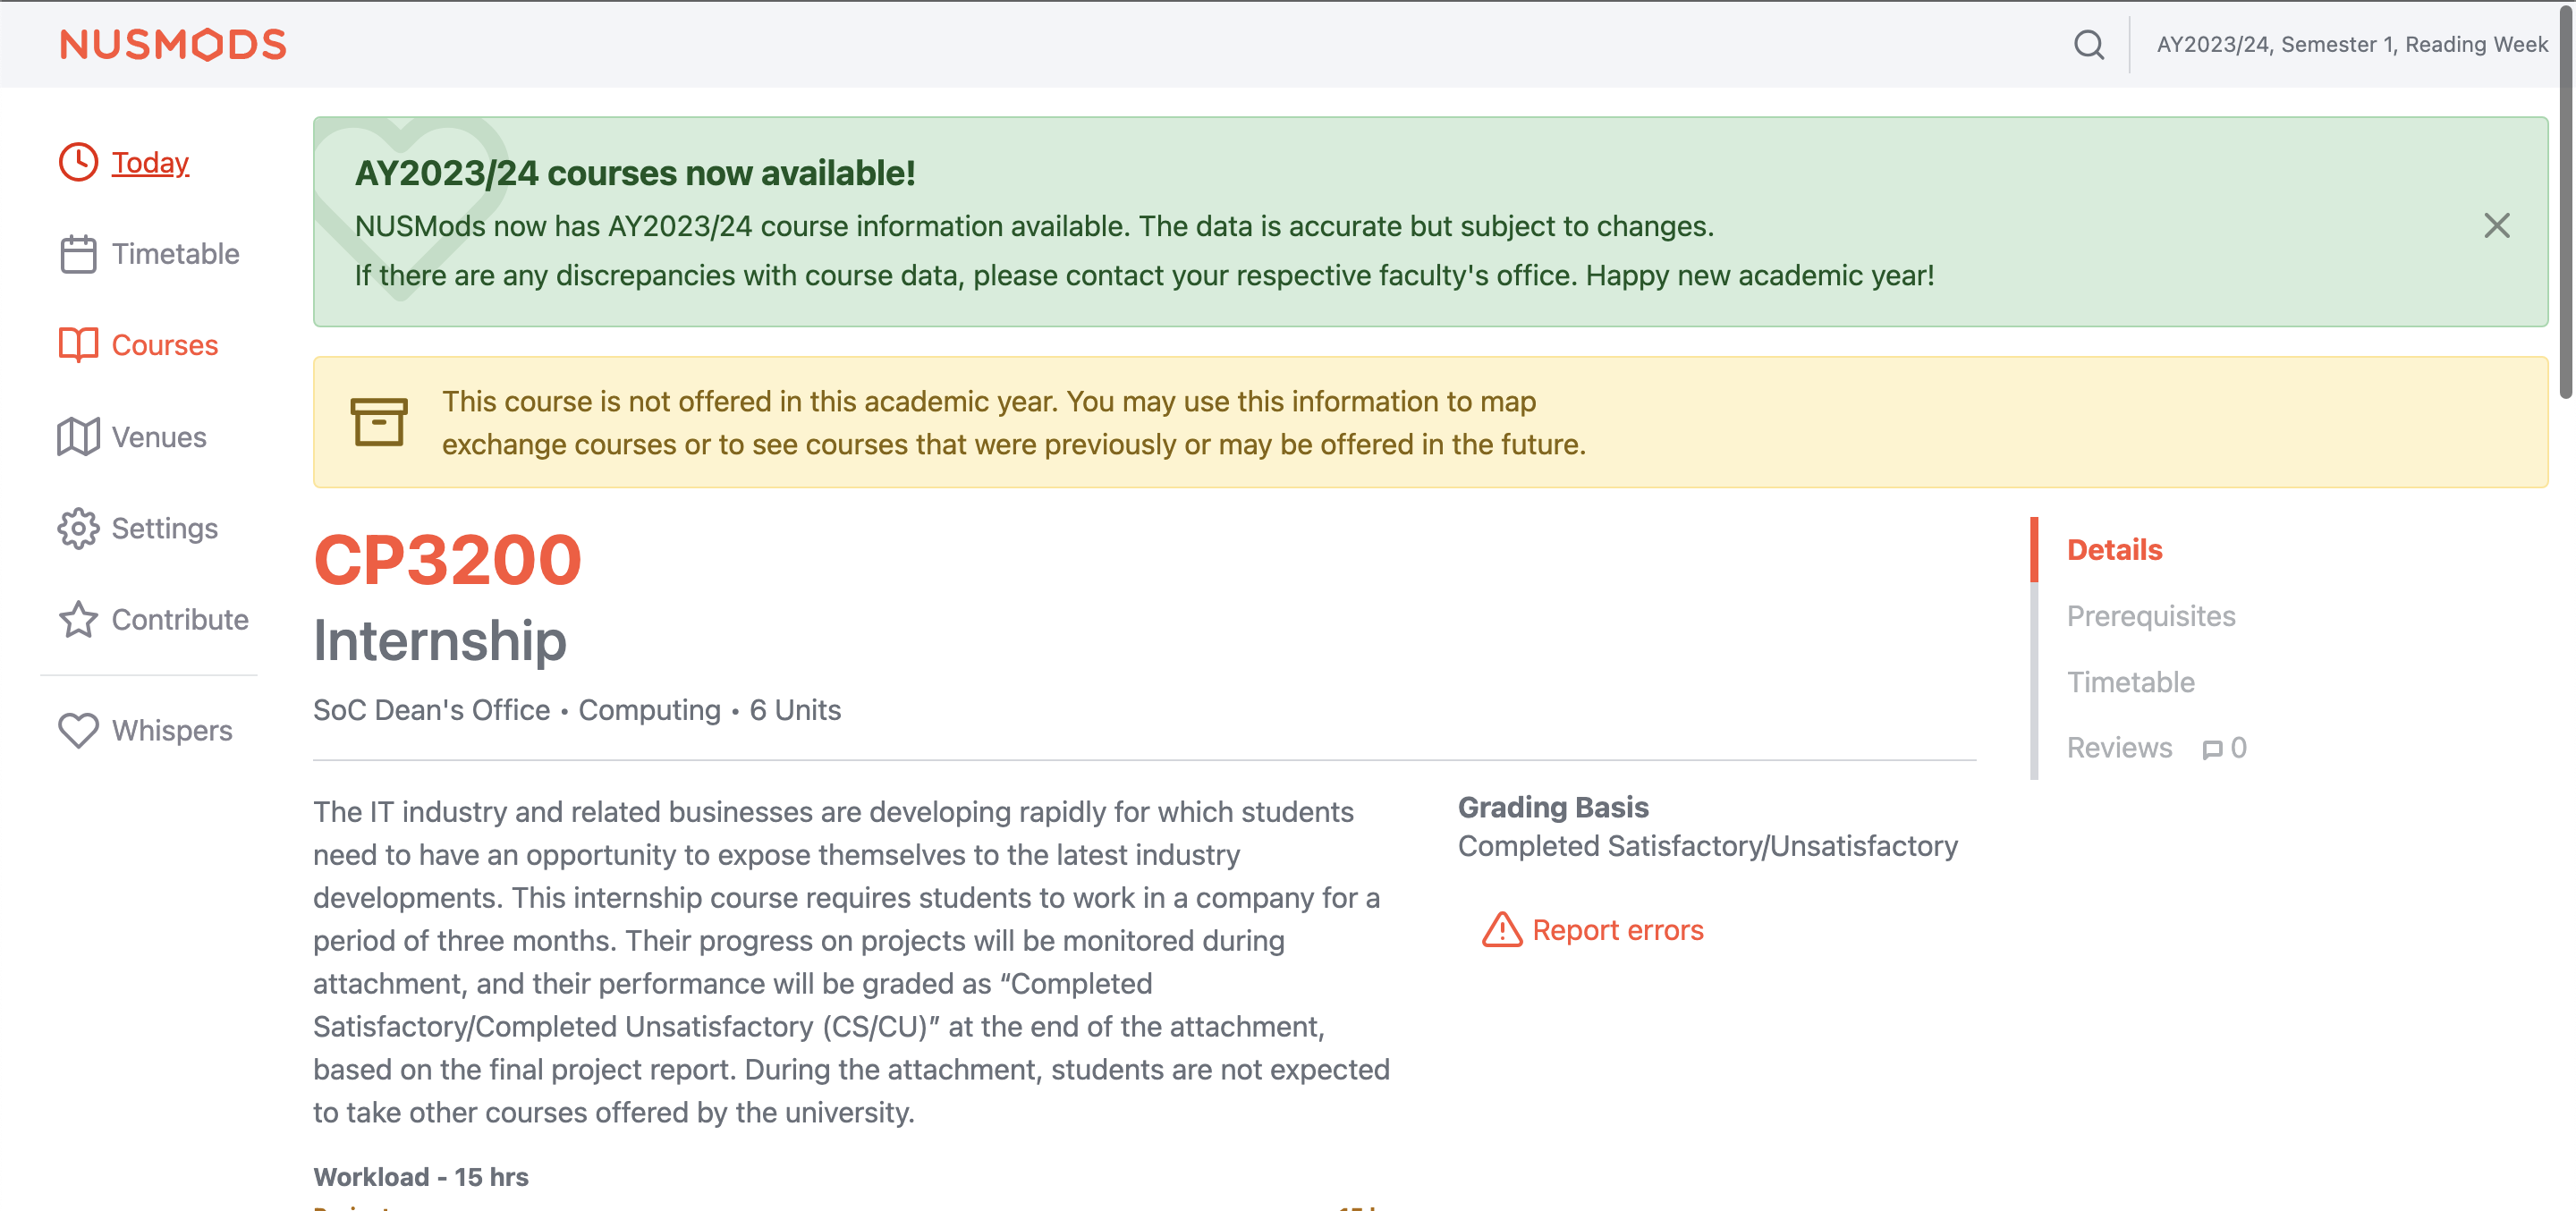 NUSMODS
AY2023/24, Semester 1, Reading Week
Today
Timetable
Courses
Venues
Settings
Contribute
Whispers
AY2023/24 courses now available!
NUSMods now has AY2023/24 course information available. The data is accurate but subject to changes.
If there are any discrepancies with course data, please contact your respective faculty's office. Happy new academic year!
This course is not offered in this academic year. You may use this information to map
exchange courses or to see courses that were previously or may be offered in the future.
CP3200
Internship
SoC Dean's Office • Computing • 6 Units
The IT industry and related businesses are developing rapidly for which students
need to have an opportunity to expose themselves to the latest industry
developments. This internship course requires students to work in a company for a
period of three months. Their progress on projects will be monitored during
attachment, and their performance will be graded as “Completed
Satisfactory/Completed Unsatisfactory (CS/CU)” at the end of the attachment,
based on the final project report. During the attachment, students are not expected
to take other courses offered by the university.
Workload - 15 hrs
Grading Basis
Completed Satisfactory/Unsatisfactory
Report errors
Details
Prerequisites
Timetable
Reviews 0